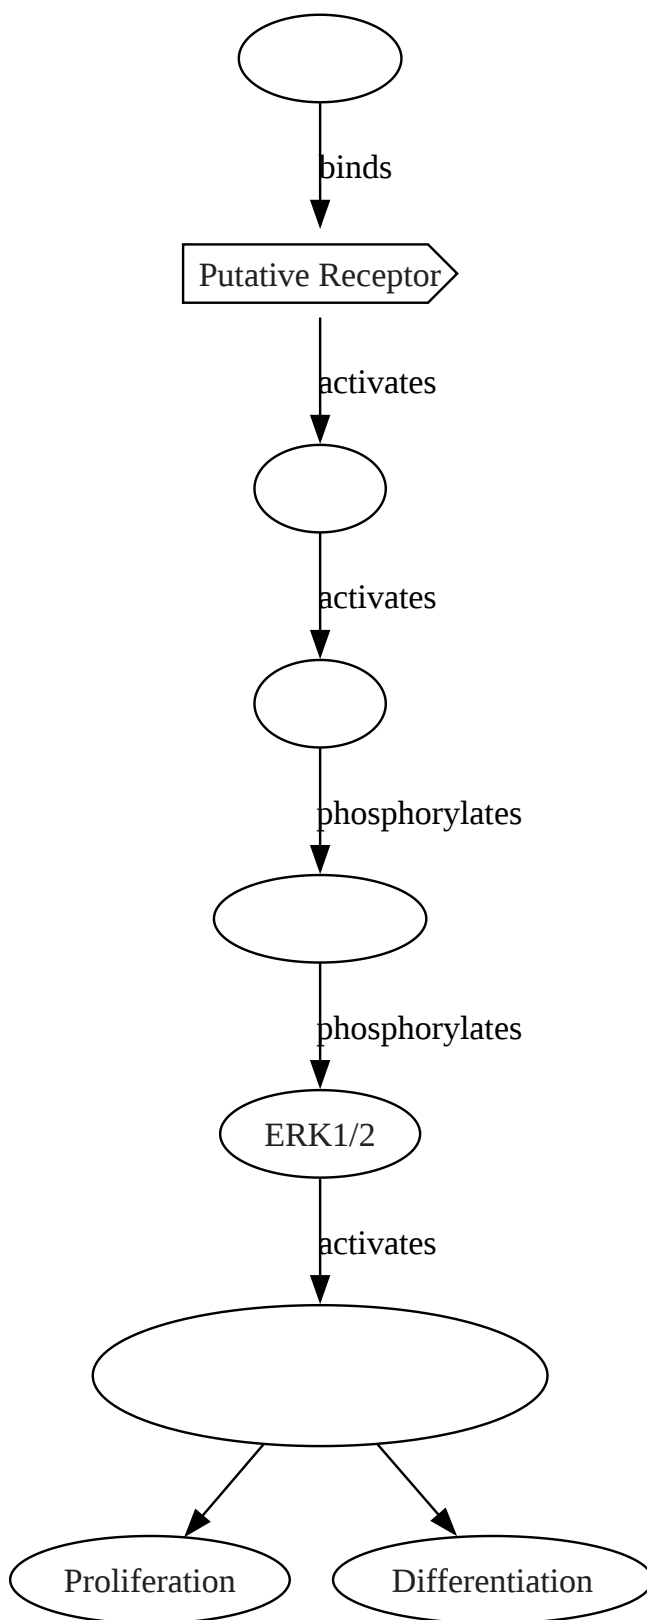 binds
Putative Receptor
activates
activates
phosphorylates
phosphorylates
ERK1/2
activates
Proliferation
Differentiation